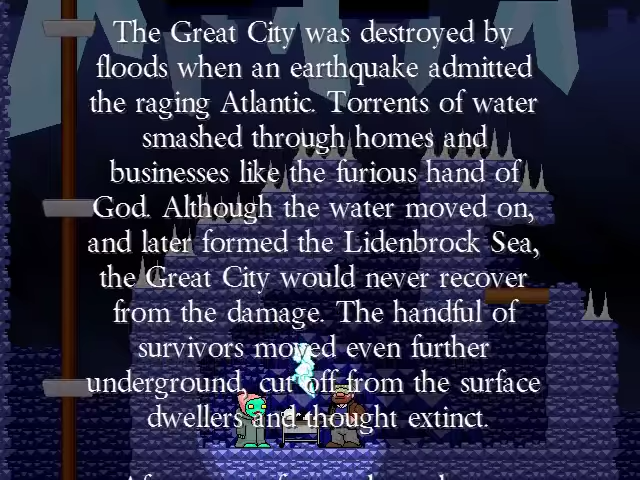 The Great City was destroyed by
floods when an earthquake admitted
the raging Atlantic. Torrents of water
smashed through homes and
businesses like the furious hand of
God. Although the water moved on,
and later formed the Lidenbrock Sea,
the Great City would never recover
from the damage. The handful of
survivors moved even further
underground, cut off from the surface
dwellers and thought extinct.